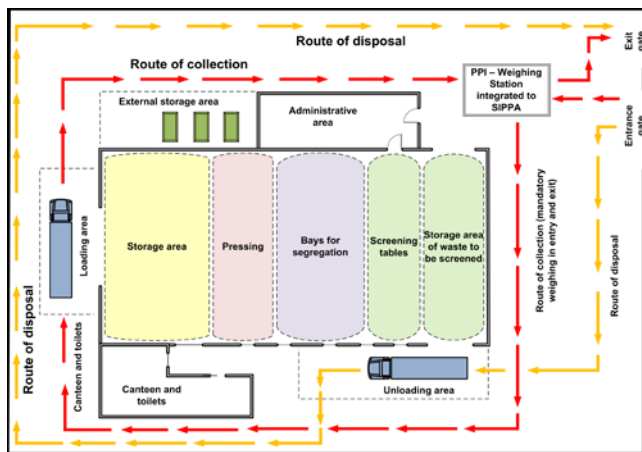 Route of disposal
Route of collection
Exit
gate
PPI – Weighing
Station
integrated to
SIPPA
External storage area
Administrative
area
Entrance
gate
Loading area
Storage area
Pressing
Bays for
segregation
Screening
tables
Storage area
of waste to
be screened
Route of collection (mandatory
weighing in entry and exit)
Route of disposal
Route of disposal
Canteen and toilets
Canteen and
toilets
Unloading area